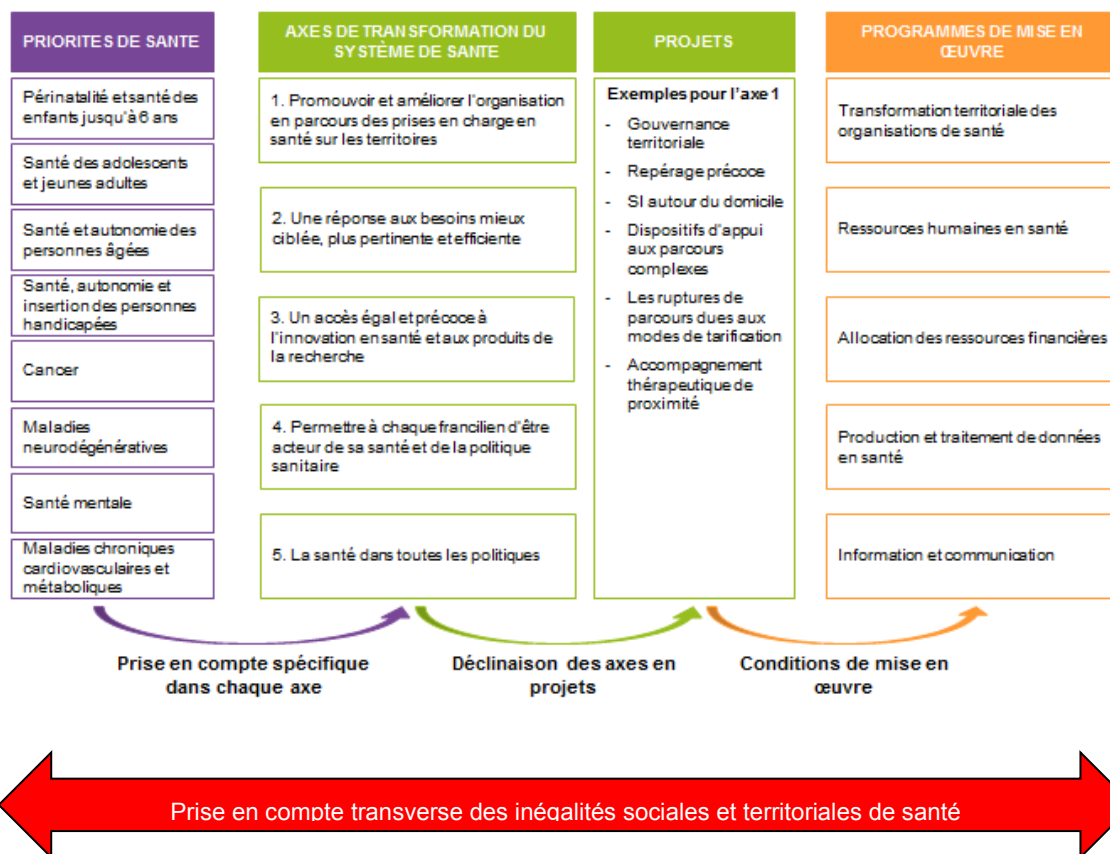 PRIORITES DE SANTE
Périnatalité et santé des
enfants jusqu'à 6 ans
Santé des adolescents
et jeunes adultes
Santé et autonomie des
personnes âgées
Santé, autonomie et
insertion des personnes
handicapées
Cancer
Maladies
neurodégénératives
Santé mentale
Maladies chroniques
cardiovasculaires et
métaboliques
AXES DE TRANSFORMATION DU
SYSTÈME DE SANTE
1. Promouvoir et améliorer l'organisation
en parcours des prises en charge en
santé sur les territoires
2. Une réponse aux besoins mieux
ciblée, plus pertinente et efficiente
3. Un accès égal et précoce à
l'innovation en santé et aux produits de
la recherche
4. Permettre à chaque francilien d'être
acteur de sa santé et de la politique
sanitaire
5. La santé dans toutes les politiques
PROJETS
Exemples pour l'axe 1
- Gouvernance
territoriale
- Repérage précoce
- SI autour du domicile
- Dispositifs d'appui
aux parcours
complexes
- Les ruptures de
parcours dues aux
modes de tarification
- Accompagnement
thérapeutique de
proximité
PROGRAMMES DE MISE EN
ŒUVRE
Transformation territoriale des
organisations de santé
Ressources humaines en santé
Allocation des ressources financières
Production et traitement de données
en santé
Information et communication
Prise en compte spécifique
dans chaque axe
Déclinaison des axes en
projets
Conditions de mise en
œuvre
Prise en compte transverse des inégalités sociales et territoriales de santé